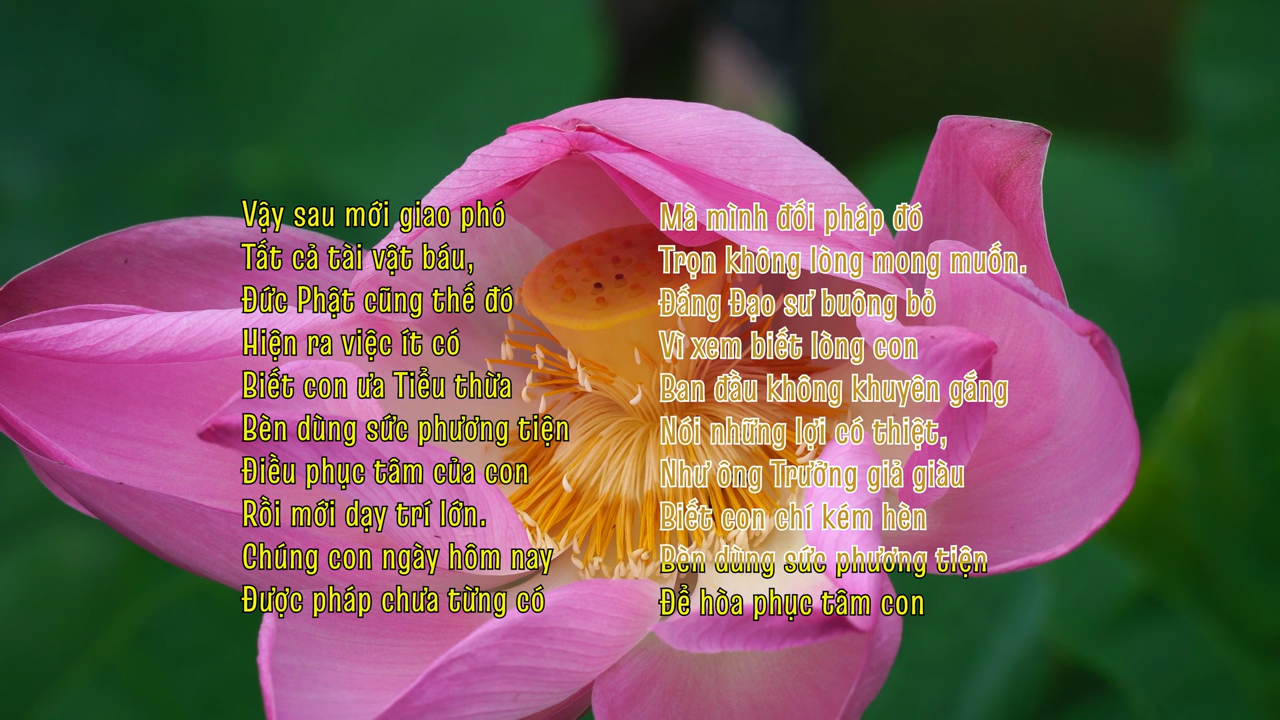 Vậy sau mới giao phó
Tất cả tài vật báu,
Đức Phật cũng thế đó
Hiện ra việc ít có
Biết con ưa Tiểu thừa
Bèn dùng sức phương tiện
Điều phục tâm của con
Rồi mới dạy trí lớn.
Chúng con ngày hôm nay
Được pháp chưa từng có
Mà mình đối pháp đó
Trọn không lòng mong muốn.
Đấng Đạo sư buông bỏ
Vì xem biết lòng con
Ban đầu không khuyên gắng
Nói những lợi có thiệt,
Như ông Trưởng giả giàu
Biết con chí kém hèn
Bèn dùng sức phương tiện
Để hòa phục tâm con